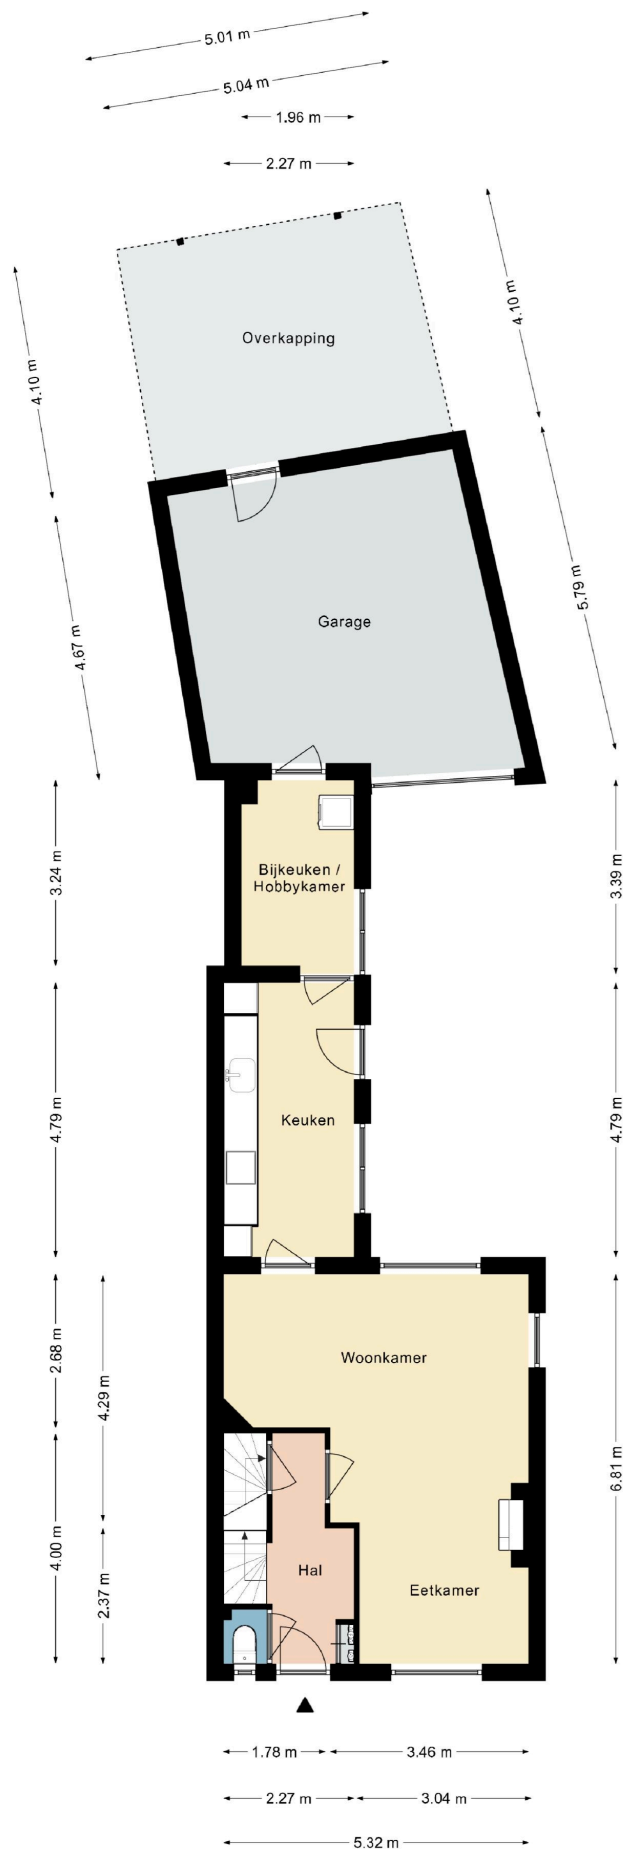 5.01 m
5.04 m
1.96 m
2.27 m
4.10 m
4.10 m
Overkapping
5.79 m
4.67 m
Garage
3.24 m
3.39 m
Bijkeuken /
Hobbykamer
4.79 m
4.79 m
Keuken
2.68 m
4.29 m
Woonkamer
6.81 m
4.00 m
2.37 m
Hal
Eetkamer
1.78 m
3.46 m
2.27 m
3.04 m
5.32 m